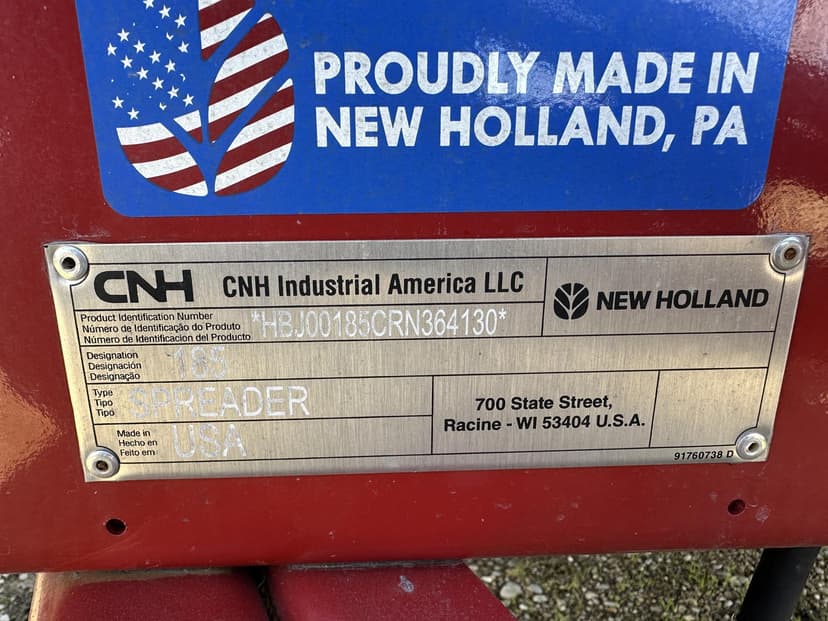 PROUDLY MADE IN
NEW HOLLAND, PA
CNH CNH Industrial America LLC
NEW HOLLAND
Product Identification Number
Número de Identificação do Produto
Número de Identificacion del Producto
*HBJ00185CRN364130*
Designation
Designación
Designação
185
Type
Tipo
Tipó
SPREADER
Made in
Hecho en
Feito em
USA
700 State Street,
Racine - WI 53404 U.S.A.
91760738 D